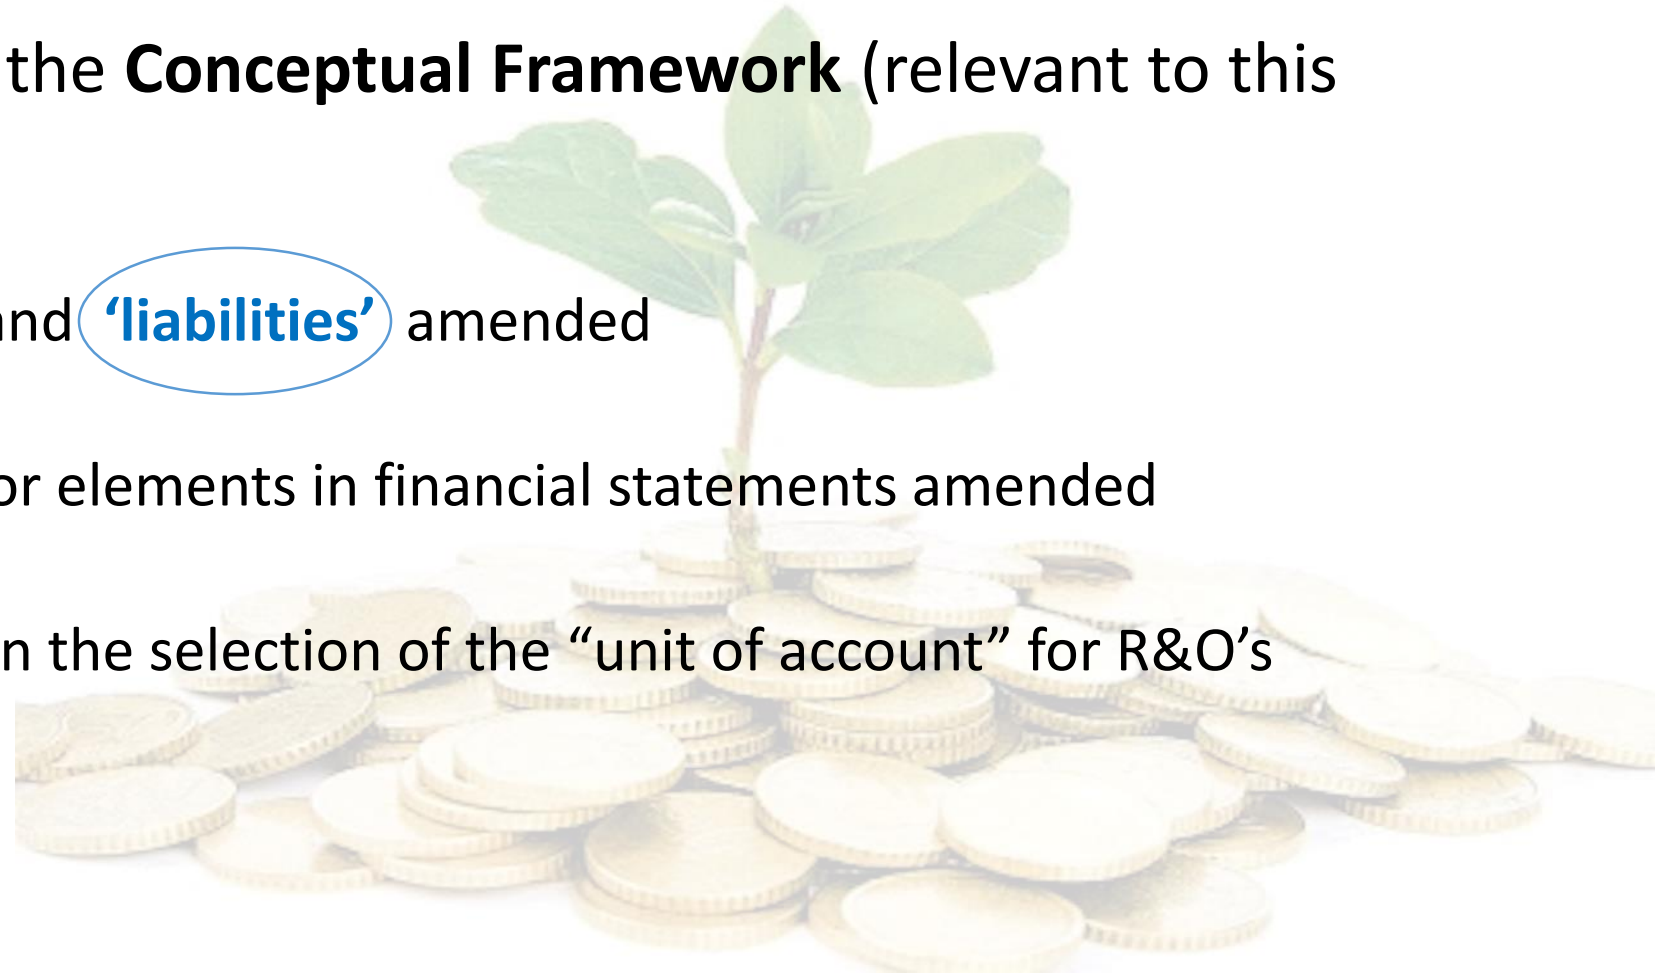 the Conceptual Framework (relevant to this
and ‘liabilities’ amended
or elements in financial statements amended
n the selection of the “unit of account” for R&O’s